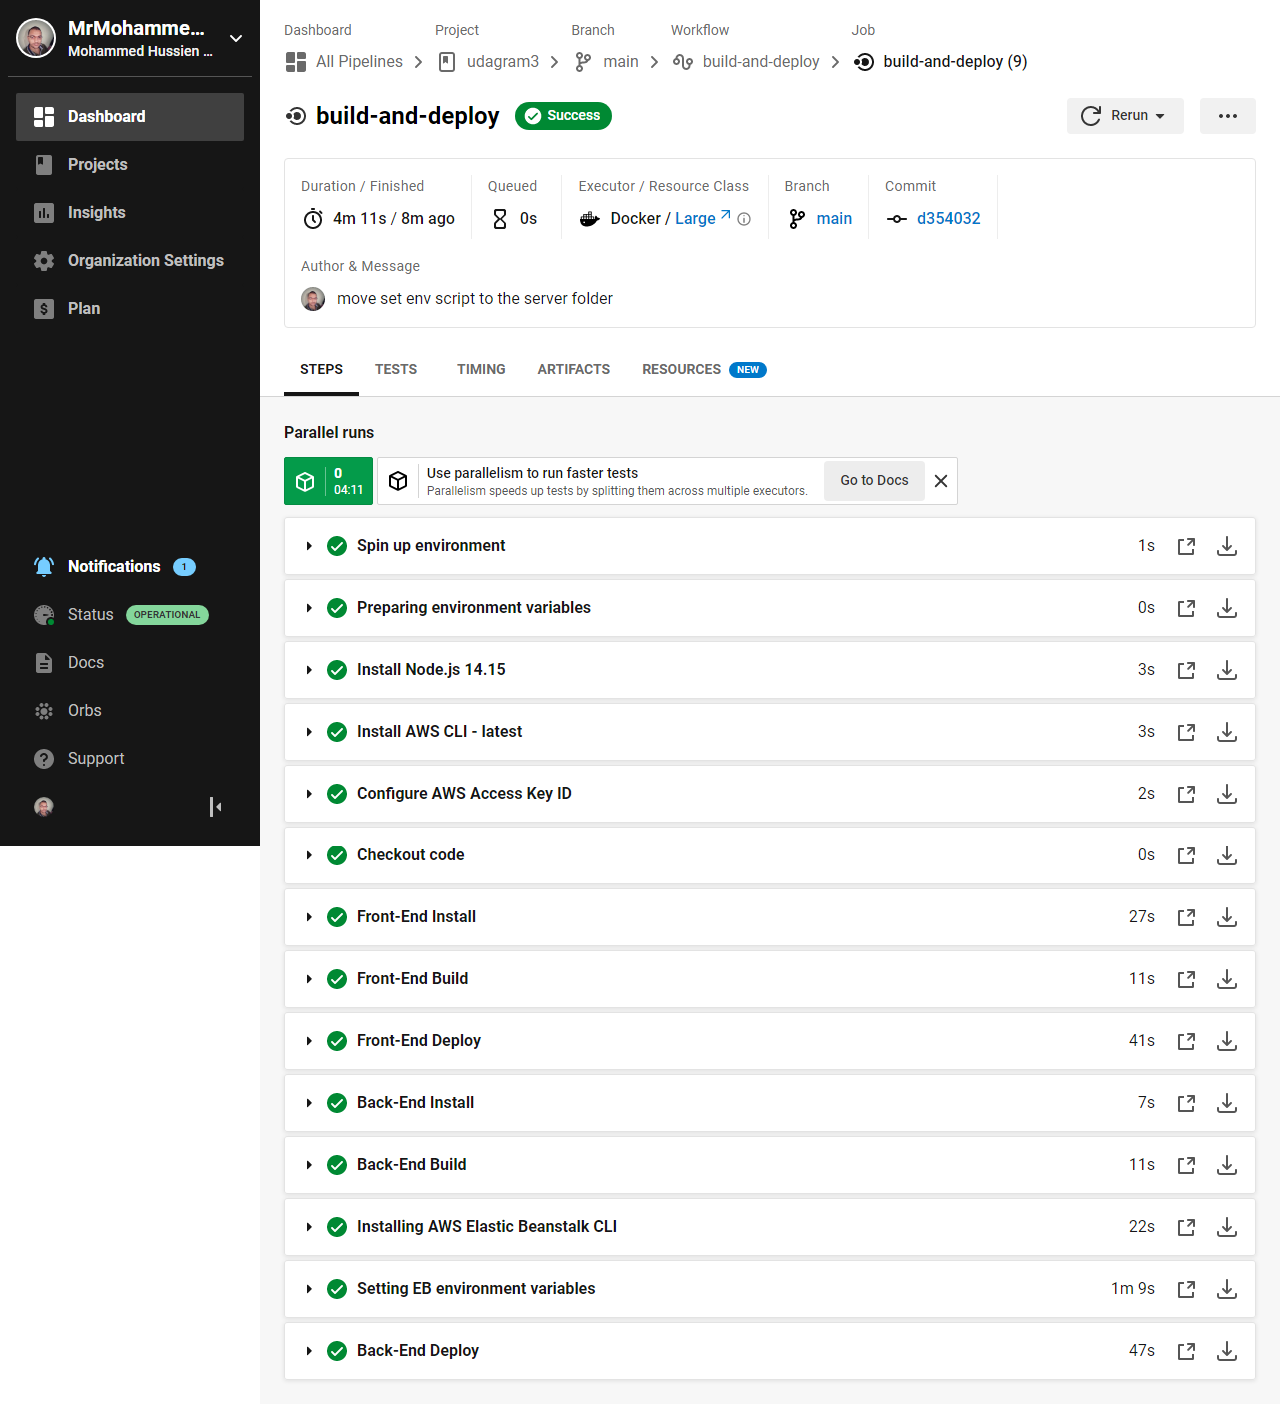 MrMohamme...
Mohammed Hussien ...
Dashboard
Projects
Insights
Organization Settings
Plan
Notifications 1
Status OPERATIONAL
Docs
Orbs
Support
Dashboard Project Branch Workflow Job
All Pipelines udagram3 main build-and-deploy build-and-deploy (9)
build-and-deploy Success Rerun
Duration / Finished Queued Executor / Resource Class Branch Commit
4m 11s / 8m ago 0s Docker / Large main d354032
Author & Message
move set env script to the server folder
STEPS TESTS TIMING ARTIFACTS RESOURCES NEW
Parallel runs
0
04:11
Use parallelism to run faster tests
Parallelism speeds up tests by splitting them across multiple executors.
Go to Docs
Spin up environment 1s
Preparing environment variables 0s
Install Node.js 14.15 3s
Install AWS CLI - latest 3s
Configure AWS Access Key ID 2s
Checkout code 0s
Front-End Install 27s
Front-End Build 11s
Front-End Deploy 41s
Back-End Install 7s
Back-End Build 11s
Installing AWS Elastic Beanstalk CLI 22s
Setting EB environment variables 1m 9s
Back-End Deploy 47s